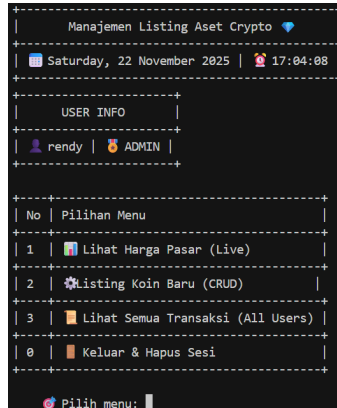 Manajemen Listing Aset Crypto 💎
📅 Saturday, 22 November 2025 | ⏰ 17:04:08
USER INFO
👤 rendy | 🏅 ADMIN
No | Pilihan Menu
1 | 📊 Lihat Harga Pasar (Live)
2 | ⚙Listing Koin Baru (CRUD)
3 | 📜 Lihat Semua Transaksi (All Users)
0 | 🚪 Keluar & Hapus Sesi
🎯 Pilih menu: